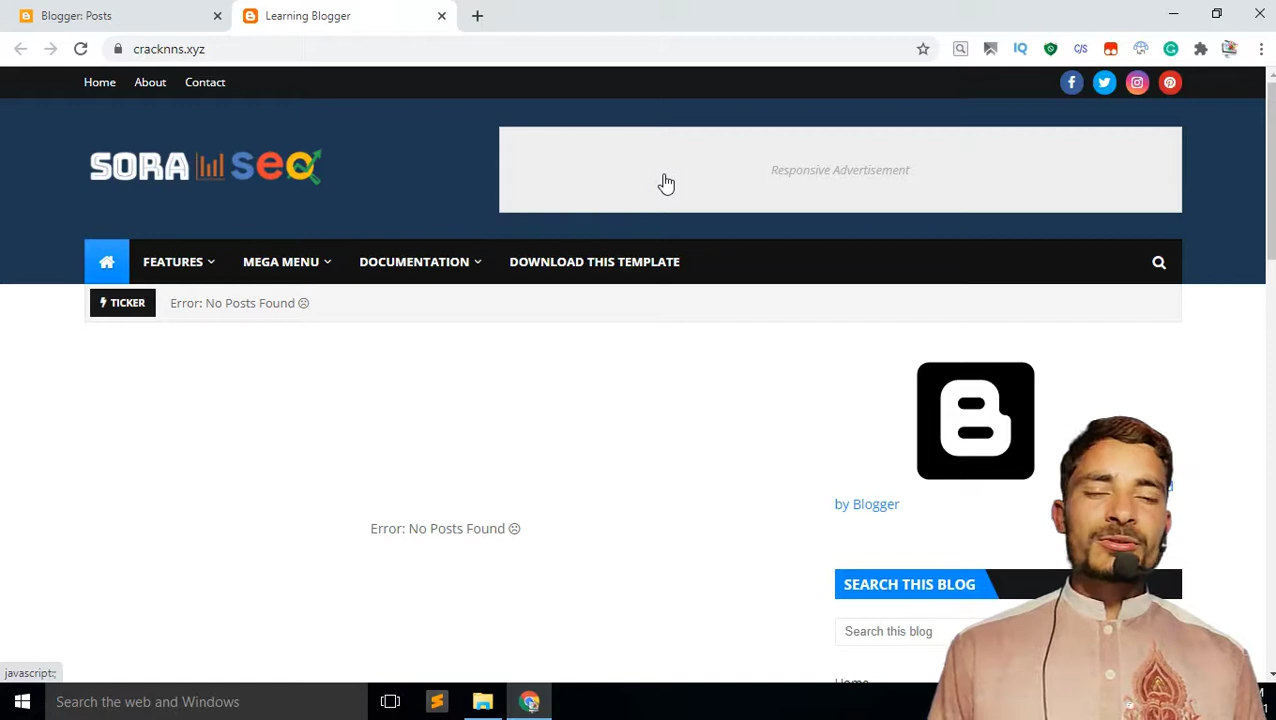 Blogger: Posts
Learning Blogger
cracknns.xyz
IQ
C/S
Home About Contact
SORA SEO
Responsive Advertisement
FEATURES MEGA MENU DOCUMENTATION DOWNLOAD THIS TEMPLATE
TICKER Error: No Posts Found ☹
by Blogger
Error: No Posts Found ☹
SEARCH THIS BLOG
Search this blog
Home
javascript:;
Search the web and Windows